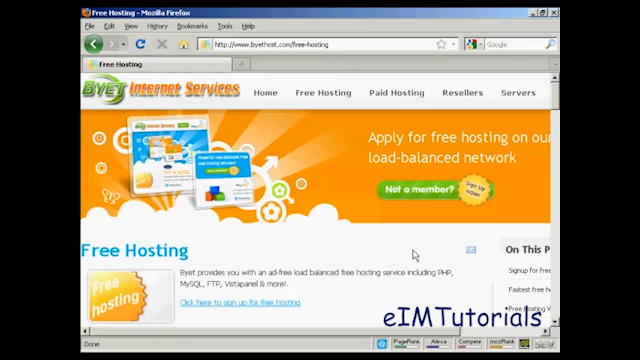 Free Hosting - Mozilla Firefox
File Edit View History Bookmarks Tools Help
http://www.byethost.com/free-hosting
Google
Free Hosting
BYET Internet Services
Home Free Hosting Paid Hosting Resellers Servers
Apply for free hosting on our
load-balanced network
Not a member?
Sign Up
NOW!
Free Hosting
On This P
Byet provides you with an ad-free load balanced free hosting service including PHP,
MySQL, FTP, Vistapanel & more!.
Signup for free
Fastest free ho
Free Hosting
Click here to sign up for free hosting
Free
hosting
eIMTutorials
Done
PageRank Alexa Compete mozRank